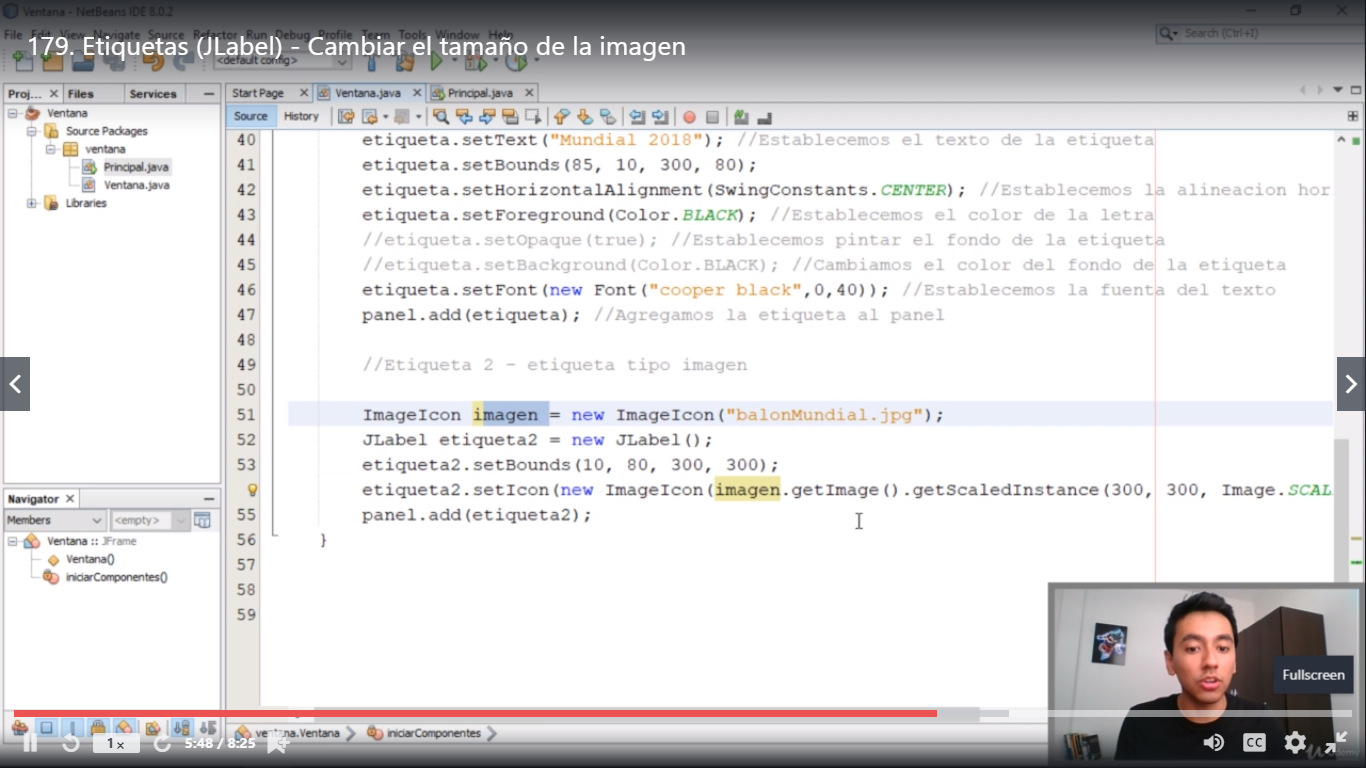 Ventana - NetBeans IDE 8.0.2
File Edit View Navigate Source Refactor Run Debug Profile Team Tools Window Help
Search (Ctrl+I)
179. Etiquetas (JLabel) - Cambiar el tamaño de la imagen
<default config>
Proj... Files Services
Start Page Ventana.java Principal.java
Source History
Ventana
Source Packages
ventana
Principal.java
Ventana.java
Libraries
40 etiqueta.setText("Mundial 2018"); //Establecemos el texto de la etiqueta
41 etiqueta.setBounds(85, 10, 300, 80);
42 etiqueta.setHorizontalAlignment(SwingConstants.CENTER); //Establecemos la alineacion hor
43 etiqueta.setForeground(Color.BLACK); //Establecemos el color de la letra
44 //etiqueta.setOpaque(true); //Establecemos pintar el fondo de la etiqueta
45 //etiqueta.setBackground(Color.BLACK); //Cambiamos el color del fondo de la etiqueta
46 etiqueta.setFont(new Font("cooper black",0,40)); //Establecemos la fuenta del texto
47 panel.add(etiqueta); //Agregamos la etiqueta al panel
48
49 //Etiqueta 2 - etiqueta tipo imagen
50
51 ImageIcon imagen = new ImageIcon("balonMundial.jpg");
52 JLabel etiqueta2 = new JLabel();
53 etiqueta2.setBounds(10, 80, 300, 300);
etiqueta2.setIcon(new ImageIcon(imagen.getImage().getScaledInstance(300, 300, Image.SCAL
55 panel.add(etiqueta2);
56 }
57
58
59
Navigator
Members <empty>
Ventana :: JFrame
Ventana()
iniciarComponentes()
Fullscreen
ventana.Ventana iniciarComponentes
1x 5:48 / 8:25 CC